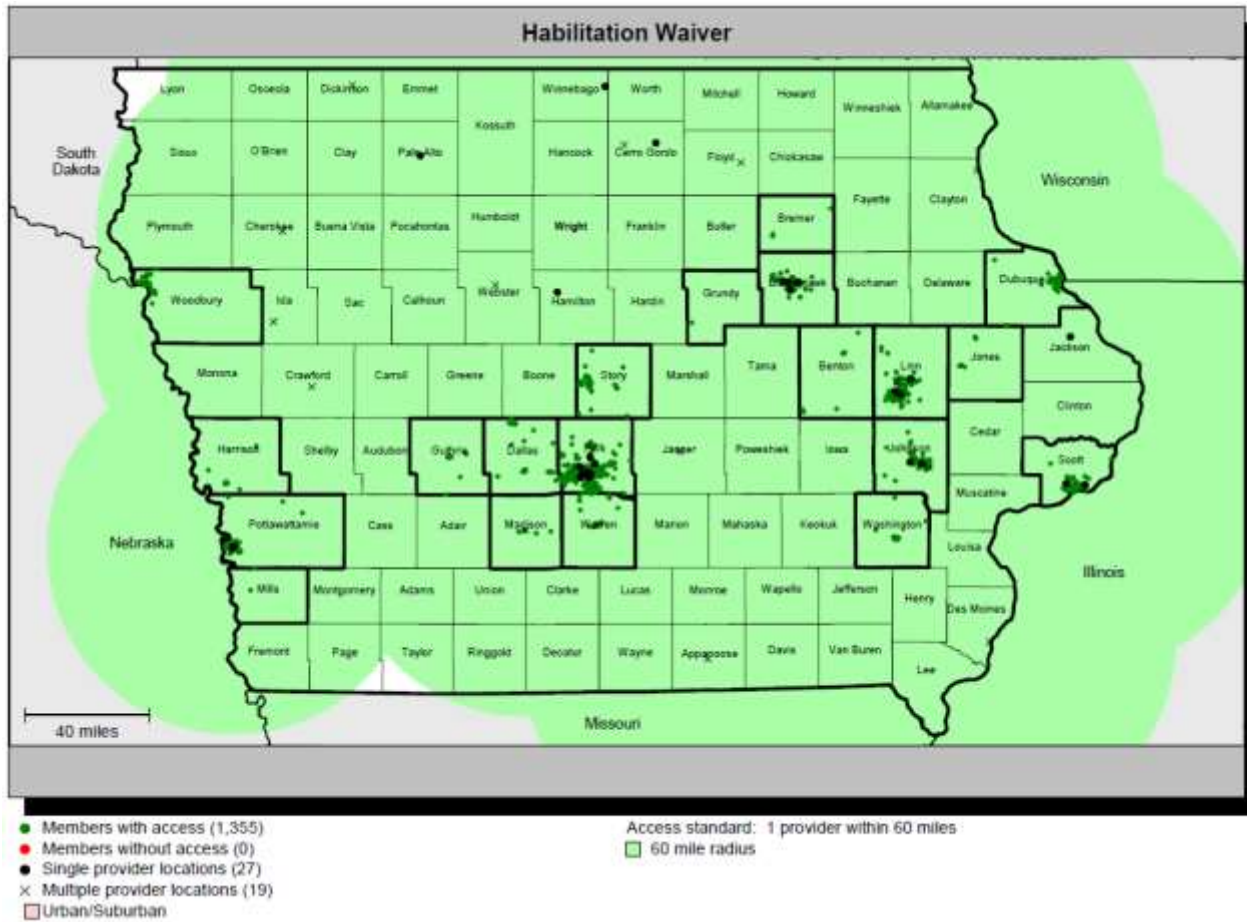 Habilitation Waiver
Lyon Osceola Dickinson Emmet Winnebago Worth Mitchell Howard Winneshiek Allamakee
Kossuth
South Dakota
Sioux O'Brien Clay Palo Alto Hancock Cerro Gordo Floyd Chickasaw
Wisconsin
Plymouth Cherokee Buena Vista Pocahontas Humboldt Wright Franklin Butler Bremer Fayette Clayton
Woodbury Ida Sac Calhoun Webster Hamilton Hardin Grundy Buchanan Delaware Dubuque
Monona Crawford Carroll Greene Boone Story Marshall Tama Benton Linn Jones Jackson
Clinton
Harrison Shelby Audubon Guthrie Dallas Jasper Poweshiek Iowa Johnson Cedar Scott
Muscatine
Nebraska
Pottawattamie Cass Adair Madison Warren Marion Mahaska Keokuk Washington
Louisa
Illinois
Mills Montgomery Adams Union Clarke Lucas Monroe Wapello Jefferson Henry Des Moines
Fremont Page Taylor Ringgold Decatur Wayne Appanoose Davis Van Buren Lee
Missouri
40 miles
Members with access (1,355)
Members without access (0)
Single provider locations (27)
Multiple provider locations (19)
Urban/Suburban
Access standard: 1 provider within 60 miles
60 mile radius